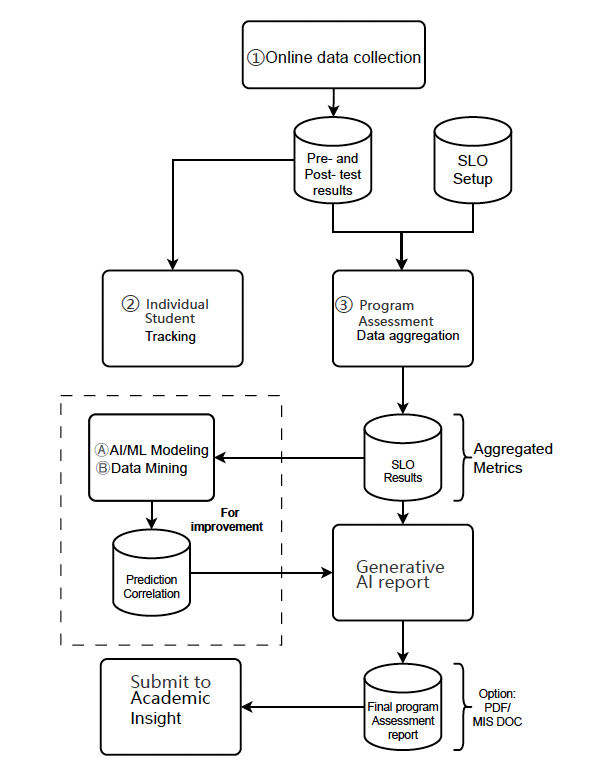 ①Online data collection
Pre- and
Post- test
results
SLO
Setup
② Individual
Student
Tracking
③ Program
Assessment
Data aggregation
ⒶAI/ML Modeling
ⒷData Mining
SLO
Results
Aggregated
Metrics
For
improvement
Prediction
Correlation
Generative
AI report
Submit to
Academic
Insight
Final program
Assessment
report
Option:
PDF/
MIS DOC